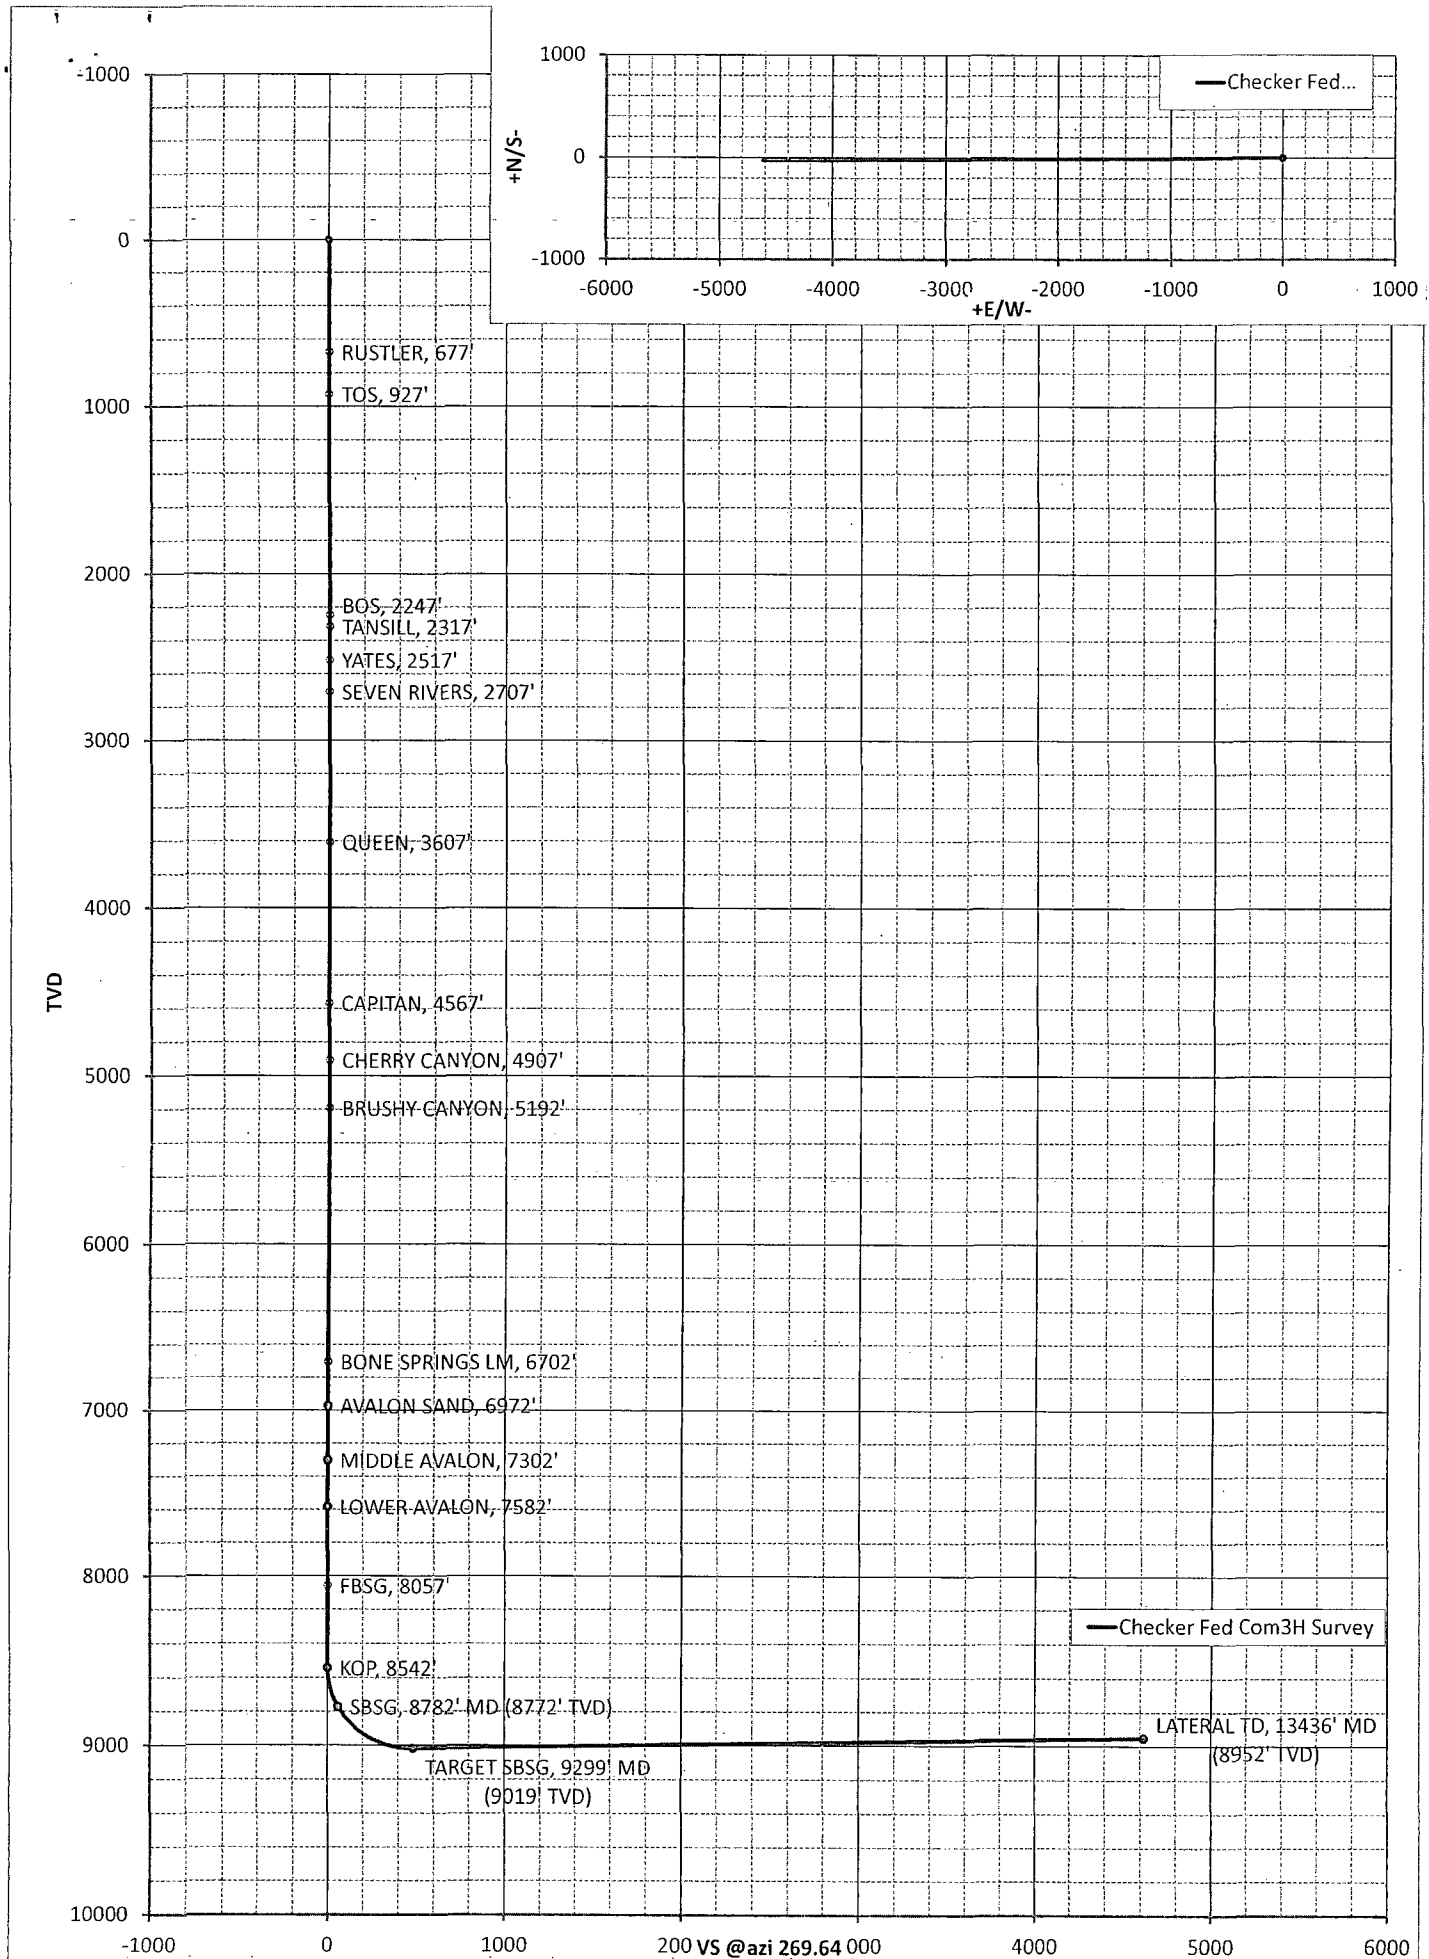 1000
0
-1000
+N/S-
Checker Fed...
-6000 -5000 -4000 -3000 -2000 -1000 0 1000
+E/W-
-1000
0
RUSTLER, 677'
TOS, 927'
1000
2000
BOS, 2247'
TANSILL, 2317'
YATES, 2517'
SEVEN RIVERS, 2707'
3000
QUEEN, 3607'
4000
TVD
CAPITAN, 4567'
CHERRY CANYON, 4907'
5000
BRUSHY CANYON, 5192'
6000
BONE SPRINGS LM, 6702'
AVALON SAND, 6972'
7000
MIDDLE AVALON, 7302'
LOWER AVALON, 7582'
8000
FBSG, 8057'
Checker Fed Com3H Survey
KOP, 8542'
SBSG, 8782' MD (8772' TVD)
LATERAL TD, 13436' MD
(8952' TVD)
9000
TARGET SBSG, 9299' MD
(9019' TVD)
10000
-1000 0 1000 VS @azi 269.64 000 4000 5000 6000